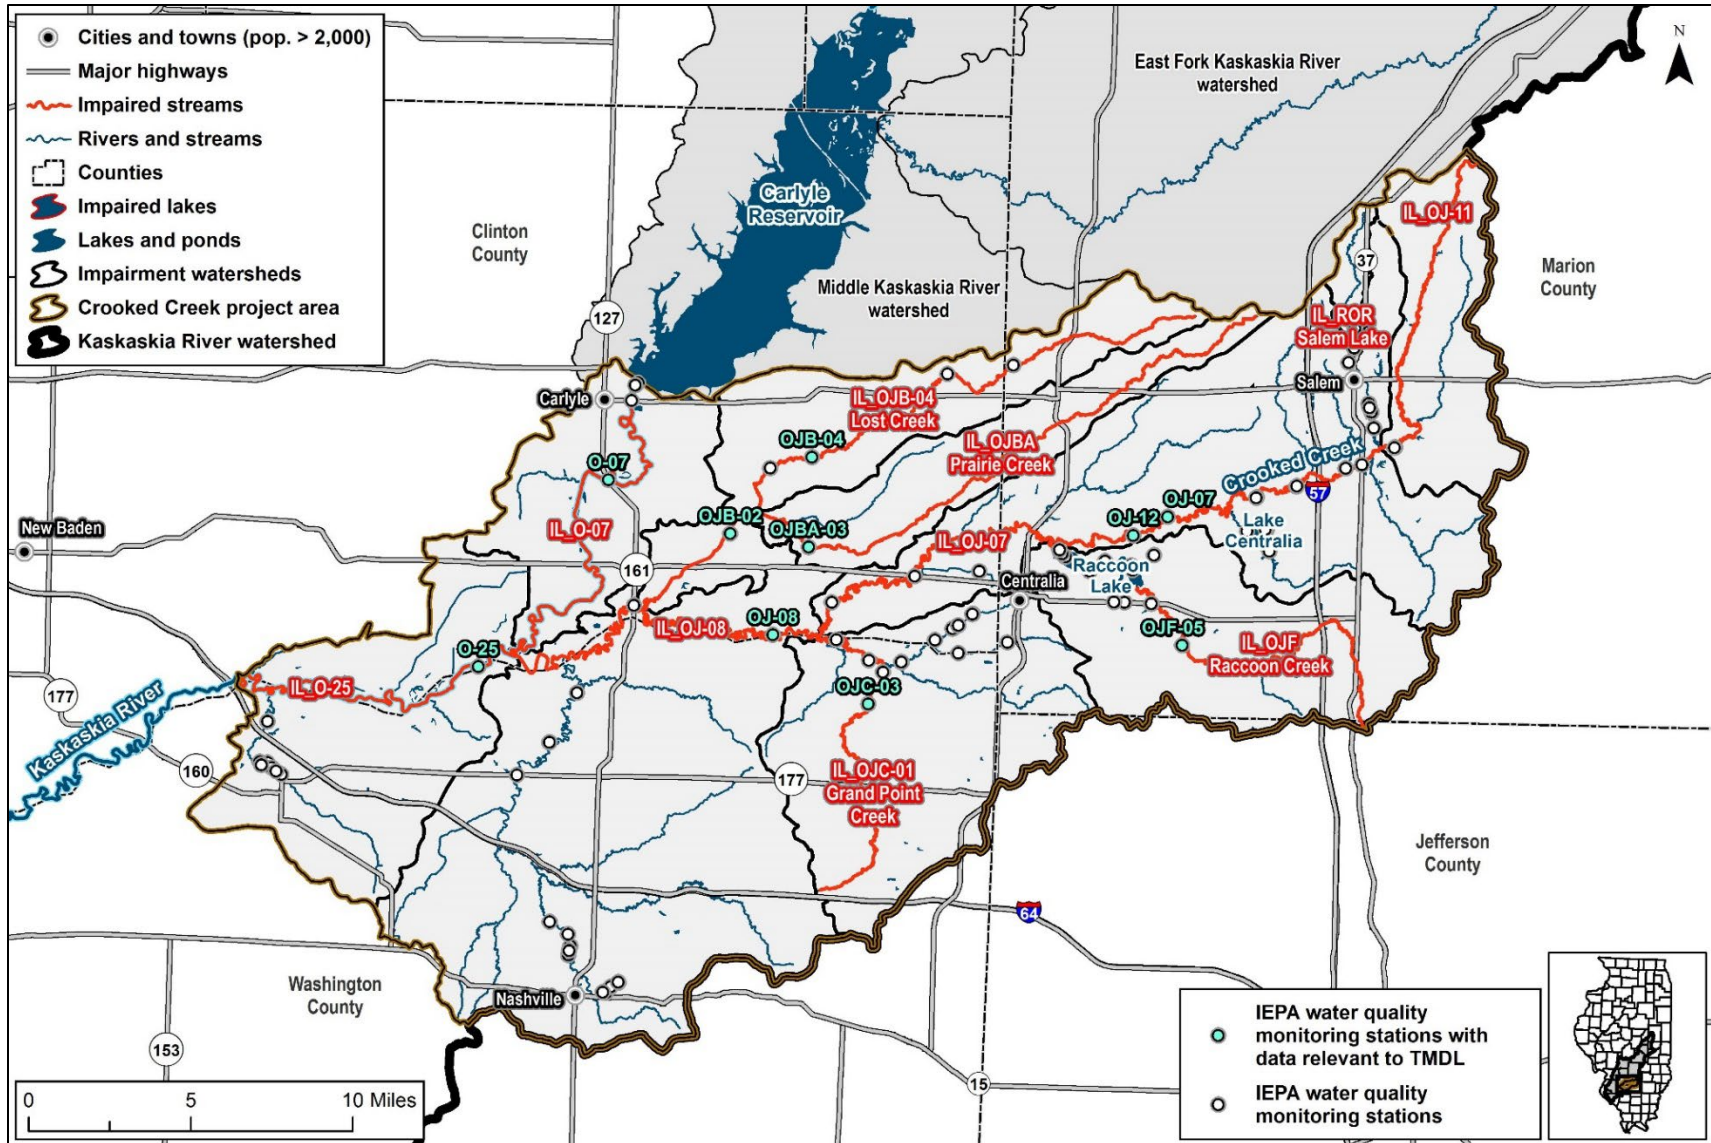 Cities and towns (pop. > 2,000)
Major highways
Impaired streams
Rivers and streams
Counties
Impaired lakes
Lakes and ponds
Impairment watersheds
Crooked Creek project area
Kaskaskia River watershed
N
East Fork Kaskaskia River
watershed
Carlyle
Reservoir
Clinton
County
Middle Kaskaskia River
watershed
IL_OJ-11
37
Marion
County
127
IL_ROR
Salem Lake
Salem
Carlyle
IL_OJB-04
Lost Creek
OJB-04
IL_OJBA
Prairie Creek
O-07
Crooked Creek
57
OJ-07
OJ-12
Lake
Centralia
New Baden
IL_O-07
OJB-02
OJBA-03
IL_OJ-07
161
Raccoon
Lake
Centralia
IL_OJ-08
OJ-08
OJF-05
IL_OJF
Raccoon Creek
O-25
IL_O-25
OJC-03
177
Kaskaskia River
160
177
IL_OJC-01
Grand Point
Creek
Jefferson
County
64
Washington
County
Nashville
153
15
0
5
10 Miles
IEPA water quality
monitoring stations with
data relevant to TMDL
IEPA water quality
monitoring stations